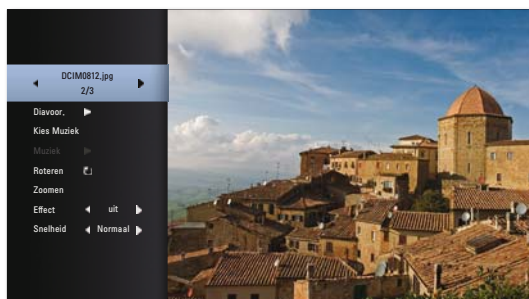 DCIM0812.jpg
2/3
Diavoor.
Kies Muziek
Muziek
Roteren
Zoomen
Effect uit
Snelheid Normaal